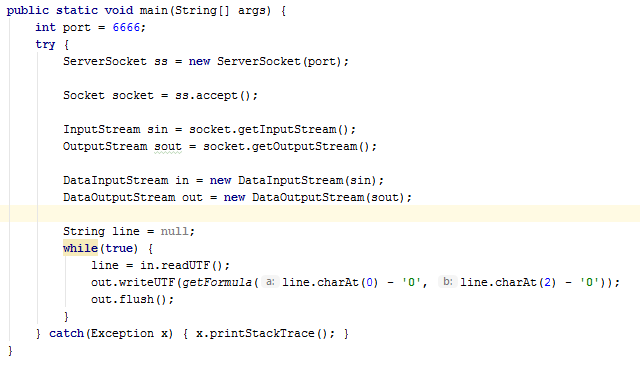 public static void main(String[] args) {
    int port = 6666;
    try {
        ServerSocket ss = new ServerSocket(port);
        Socket socket = ss.accept();
        InputStream sin = socket.getInputStream();
        OutputStream sout = socket.getOutputStream();
        DataInputStream in = new DataInputStream(sin);
        DataOutputStream out = new DataOutputStream(sout);
        String line = null;
        while(true) {
            line = in.readUTF();
            out.writeUTF(getFormula( a: line.charAt(0) - '0', b: line.charAt(2) - '0'));
            out.flush();
        }
    } catch(Exception x) { x.printStackTrace(); }
}